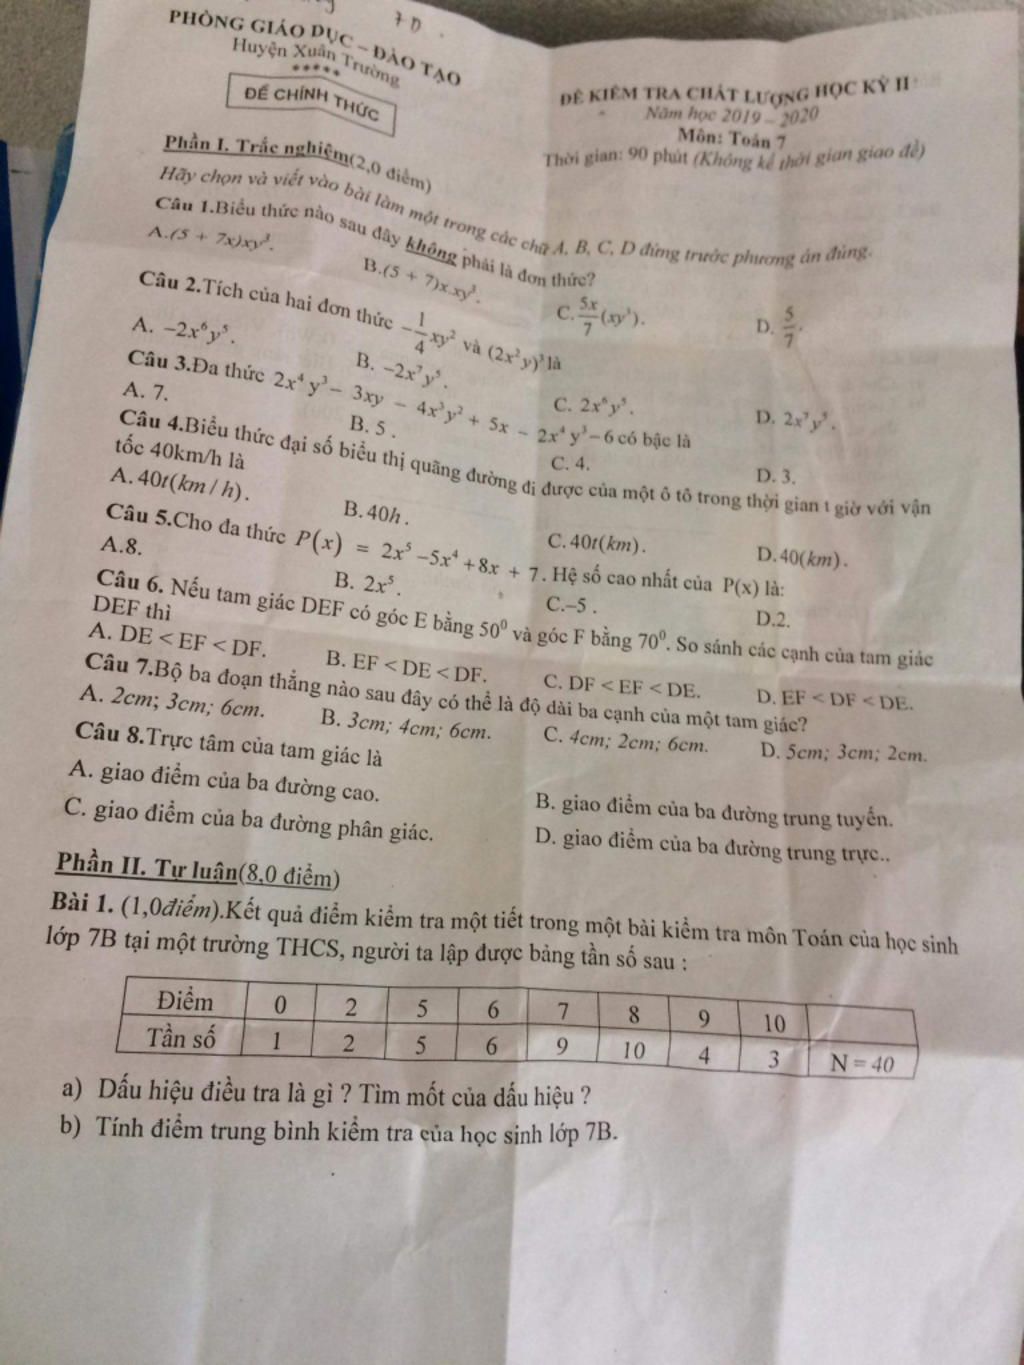 7D.
PHÒNG GIÁO DỤC – ĐÀO TẠO
Huyện Xuân Trường
*****
ĐỀ CHÍNH THỨC
ĐỀ KIỂM TRA CHẤT LƯỢNG HỌC KỲ II
Năm học 2019 – 2020
Môn: Toán 7
Thời gian: 90 phút (Không kể thời gian giao đề)
Phần I. Trắc nghiệm(2,0 điểm)
Hãy chọn và viết vào bài làm một trong các chữ A, B, C, D đứng trước phương án đúng.
Câu 1.Biểu thức nào sau đây không phải là đơn thức?
A.(5 + 7x)xy³. B.(5 + 7)x.xy³. C. 5x/7 (xy³). D. 5/7.
Câu 2.Tích của hai đơn thức −1/4 xy² và (2x²y)³ là
A. −2x⁶y⁵. B. −2x⁷y⁵. C. 2x⁶y⁵. D. 2x⁷y⁵.
Câu 3.Đa thức 2x⁴y³ − 3xy − 4x³y² + 5x − 2x⁴y³ − 6 có bậc là
A. 7. B. 5 . C. 4. D. 3.
Câu 4.Biểu thức đại số biểu thị quãng đường đi được của một ô tô trong thời gian t giờ với vận
tốc 40km/h là
A. 40t(km / h). B. 40h . C. 40t(km). D. 40(km).
Câu 5.Cho đa thức P(x) = 2x⁵ −5x⁴ +8x + 7. Hệ số cao nhất của P(x) là:
A.8. B. 2x⁵. C.−5 . D.2.
Câu 6. Nếu tam giác DEF có góc E bằng 50⁰ và góc F bằng 70⁰. So sánh các cạnh của tam giác
DEF thì
A. DE < EF < DF. B. EF < DE < DF. C. DF < EF < DE. D. EF < DF < DE.
Câu 7.Bộ ba đoạn thẳng nào sau đây có thể là độ dài ba cạnh của một tam giác?
A. 2cm; 3cm; 6cm. B. 3cm; 4cm; 6cm. C. 4cm; 2cm; 6cm. D. 5cm; 3cm; 2cm.
Câu 8.Trực tâm của tam giác là
A. giao điểm của ba đường cao. B. giao điểm của ba đường trung tuyến.
C. giao điểm của ba đường phân giác. D. giao điểm của ba đường trung trực..
Phần II. Tự luận(8,0 điểm)
Bài 1. (1,0điểm).Kết quả điểm kiểm tra một tiết trong một bài kiểm tra môn Toán của học sinh
lớp 7B tại một trường THCS, người ta lập được bảng tần số sau :
Điểm 0 2 5 6 7 8 9 10
Tần số 1 2 5 6 9 10 4 3 N = 40
a) Dấu hiệu điều tra là gì ? Tìm mốt của dấu hiệu ?
b) Tính điểm trung bình kiểm tra của học sinh lớp 7B.